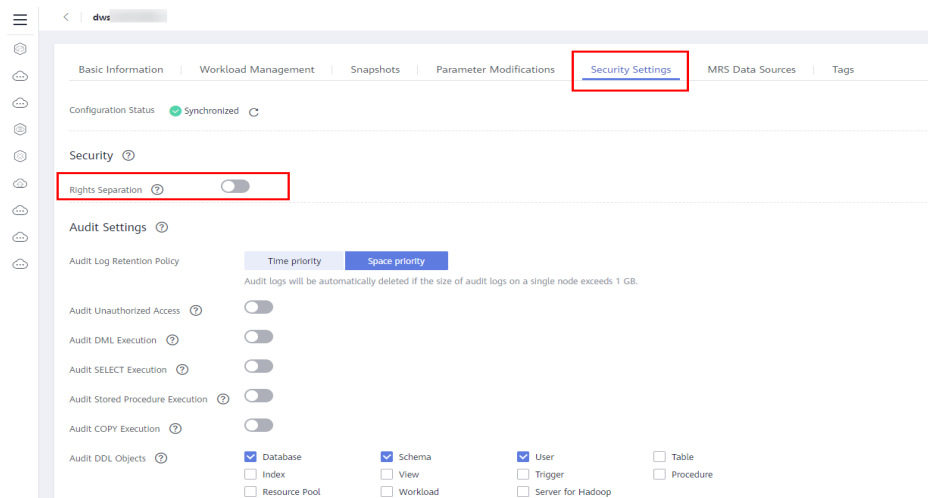 dws
Basic Information Workload Management Snapshots Parameter Modifications Security Settings MRS Data Sources Tags
Configuration Status Synchronized
Security
Rights Separation
Audit Settings
Audit Log Retention Policy Time priority Space priority
Audit logs will be automatically deleted if the size of audit logs on a single node exceeds 1 GB.
Audit Unauthorized Access
Audit DML Execution
Audit SELECT Execution
Audit Stored Procedure Execution
Audit COPY Execution
Audit DDL Objects Database Schema User Table
Index View Trigger Procedure
Resource Pool Workload Server for Hadoop